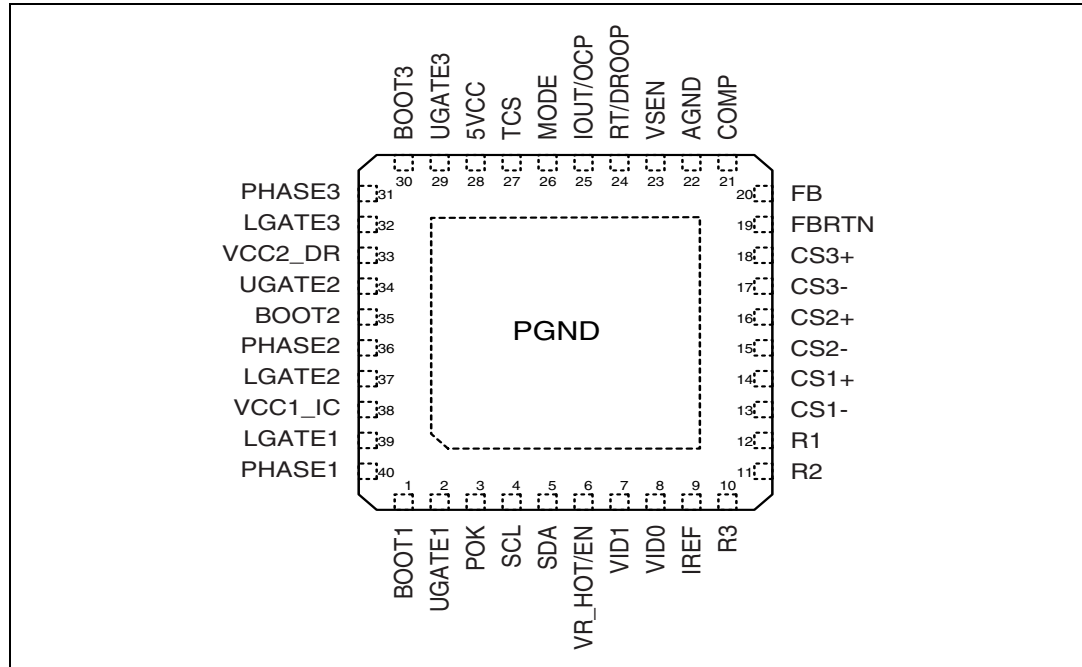 BOOT3
UGATE3
5VCC
TCS
MODE
IOUT/OCP
RT/DROOP
VSEN
AGND
COMP
30
29
28
27
26
25
24
23
22
21
PHASE3 31
LGATE3 32
VCC2_DR 33
UGATE2 34
BOOT2 35
PHASE2 36
LGATE2 37
VCC1_IC 38
LGATE1 39
PHASE1 40
PGND
20 FB
19 FBRTN
18 CS3+
17 CS3-
16 CS2+
15 CS2-
14 CS1+
13 CS1-
12 R1
11 R2
1
2
3
4
5
6
7
8
9
10
BOOT1
UGATE1
POK
SCL
SDA
VR_HOT/EN
VID1
VID0
IREF
R3